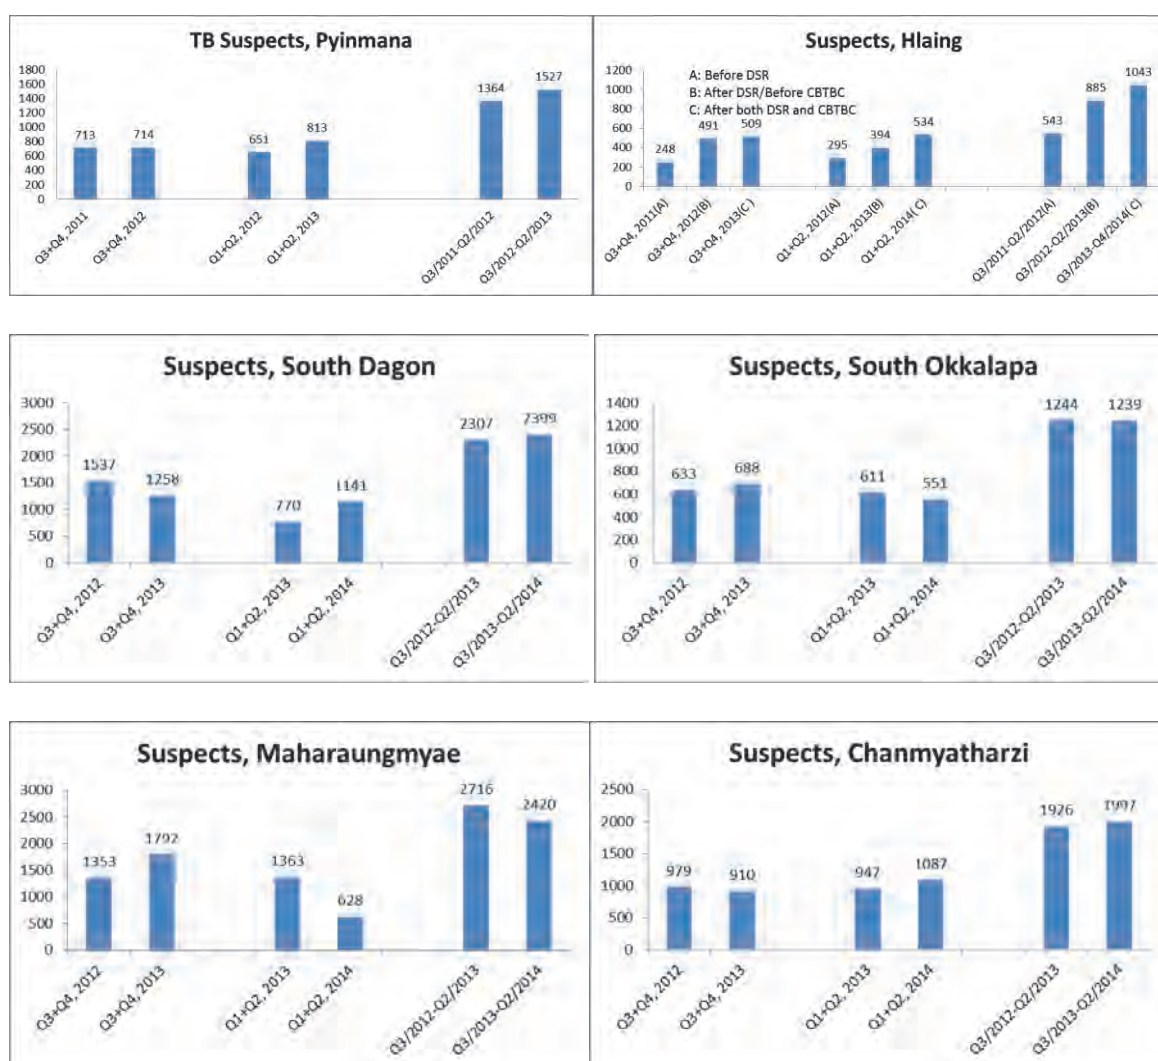 TB Suspects, Pyinmana
1800
1600
1400
1200
1000
800
600
400
200
0
713
714
651
813
1364
1527
Q3+Q4, 2011
Q3+Q4, 2012
Q1+Q2, 2012
Q1+Q2, 2013
Q3/2011-Q2/2012
Q3/2012-Q2/2013
Suspects, Hlaing
A: Before DSR
B: After DSR/Before CBTBC
C: After both DSR and CBTBC
1200
1000
800
600
400
200
0
248
491
509
295
394
534
543
885
1043
Q3+Q4, 2011(A)
Q3+Q4, 2012(B)
Q3+Q4, 2013(C )
Q1+Q2, 2012(A)
Q1+Q2, 2013(B)
Q1+Q2, 2014( C)
Q3/2011-Q2/2012(A)
Q3/2012-Q2/2013(B)
Q3/2013-Q4/2014( C)
Suspects, South Dagon
3000
2500
2000
1500
1000
500
0
1537
1258
770
1141
2307
2399
Q3+Q4, 2012
Q3+Q4, 2013
Q1+Q2, 2013
Q1+Q2, 2014
Q3/2012-Q2/2013
Q3/2013-Q2/2014
Suspects, South Okkalapa
1400
1200
1000
800
600
400
200
0
633
688
611
551
1244
1239
Q3+Q4, 2012
Q3+Q4, 2013
Q1+Q2, 2013
Q1+Q2, 2014
Q3/2012-Q2/2013
Q3/2013-Q2/2014
Suspects, Maharaungmyae
3000
2500
2000
1500
1000
500
0
1353
1792
1363
628
2716
2420
Q3+Q4, 2012
Q3+Q4, 2013
Q1+Q2, 2013
Q1+Q2, 2014
Q3/2012-Q2/2013
Q3/2013-Q2/2014
Suspects, Chanmyatharzi
2500
2000
1500
1000
500
0
979
910
947
1087
1926
1997
Q3+Q4, 2012
Q3+Q4, 2013
Q1+Q2, 2013
Q1+Q2, 2014
Q3/2012-Q2/2013
Q3/2013-Q2/2014